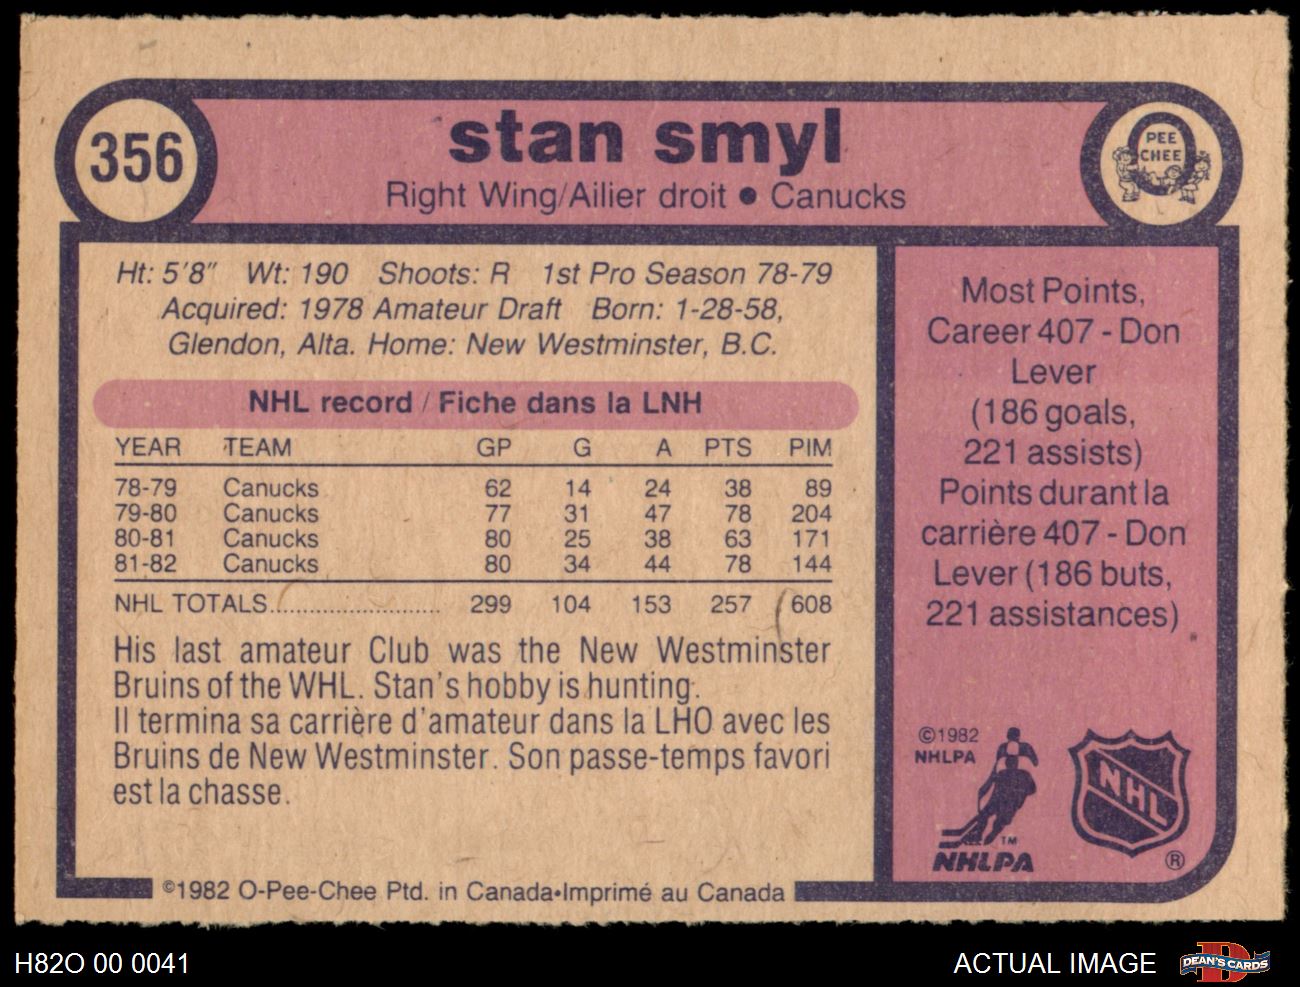 356
stan smyl
Right Wing/Ailier droit • Canucks
PEE
CHEE
Ht: 5'8" Wt: 190 Shoots: R 1st Pro Season 78-79
Acquired: 1978 Amateur Draft Born: 1-28-58,
Glendon, Alta. Home: New Westminster, B.C.
NHL record / Fiche dans la LNH
YEAR TEAM GP G A PTS PIM
78-79 Canucks 62 14 24 38 89
79-80 Canucks 77 31 47 78 204
80-81 Canucks 80 25 38 63 171
81-82 Canucks 80 34 44 78 144
NHL TOTALS........................ 299 104 153 257 608
His last amateur Club was the New Westminster
Bruins of the WHL. Stan's hobby is hunting.
Il termina sa carrière d'amateur dans la LHO avec les
Bruins de New Westminster. Son passe-temps favori
est la chasse.
©1982 O-Pee-Chee Ptd. in Canada•Imprimé au Canada
Most Points,
Career 407 - Don
Lever
(186 goals,
221 assists)
Points durant la
carrière 407 - Don
Lever (186 buts,
221 assistances)
©1982
NHLPA
TM
NHLPA
NHL
®
H82O 00 0041
ACTUAL IMAGE
DEAN'S CARDS